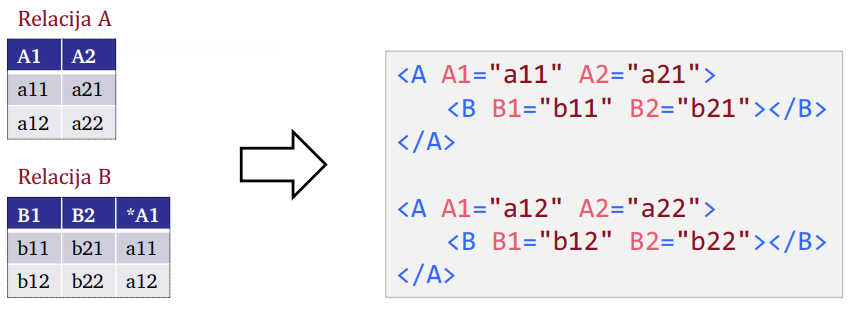 Relacija A
A1 A2
a11 a21
a12 a22
Relacija B
B1 B2 *A1
b11 b21 a11
b12 b22 a12
<A A1="a11" A2="a21">
<B B1="b11" B2="b21"></B>
</A>
<A A1="a12" A2="a22">
<B B1="b12" B2="b22"></B>
</A>